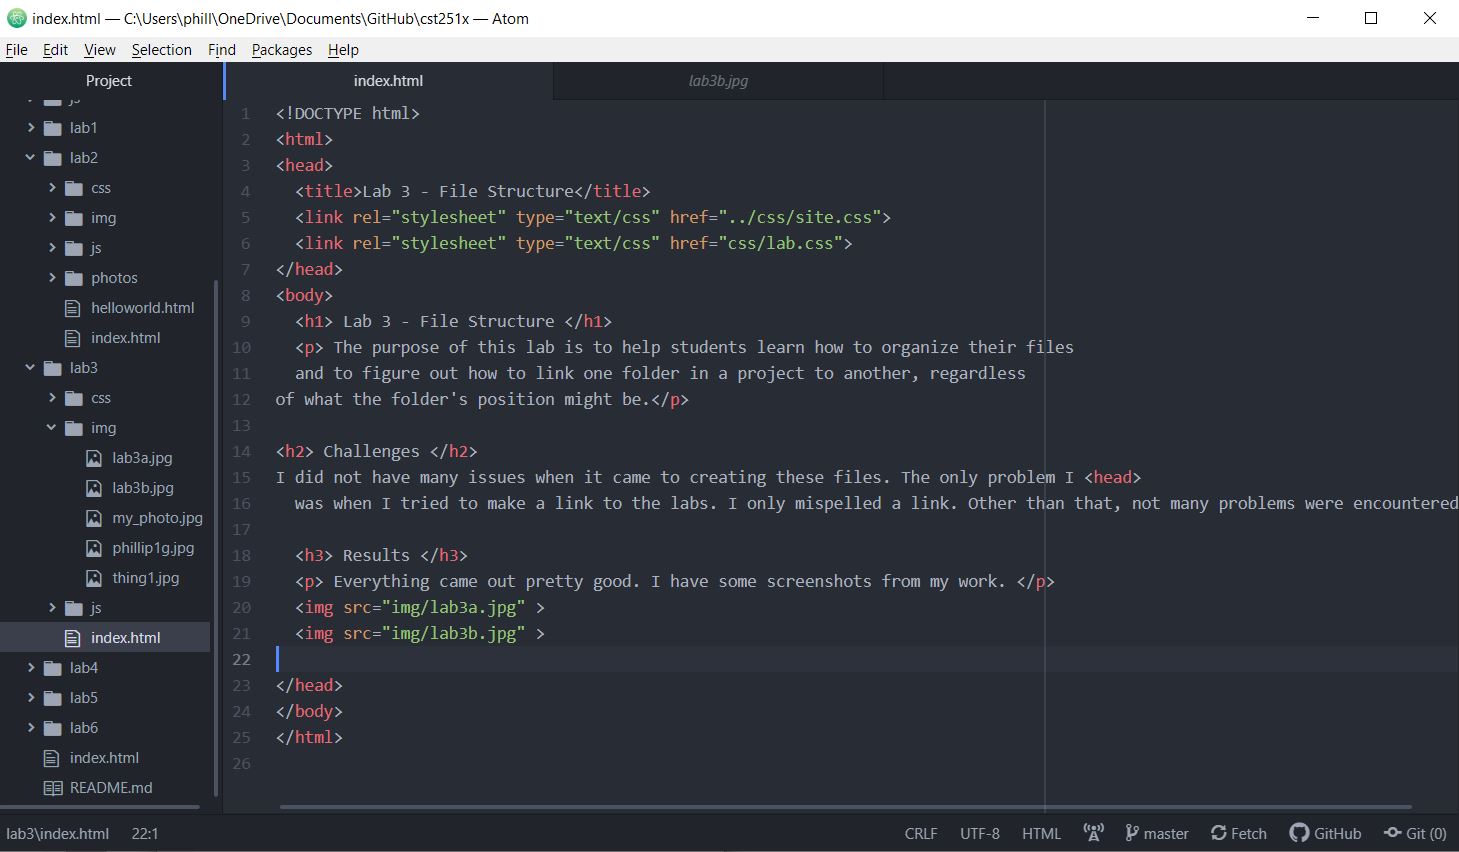 index.html — C:\Users\phill\OneDrive\Documents\GitHub\cst251x — Atom
File Edit View Selection Find Packages Help
Project
index.html
lab3b.jpg
js
lab1
lab2
css
img
js
photos
helloworld.html
index.html
lab3
css
img
lab3a.jpg
lab3b.jpg
my_photo.jpg
phillip1g.jpg
thing1.jpg
js
index.html
lab4
lab5
lab6
index.html
README.md
1 <!DOCTYPE html>
2 <html>
3 <head>
4 <title>Lab 3 - File Structure</title>
5 <link rel="stylesheet" type="text/css" href="../css/site.css">
6 <link rel="stylesheet" type="text/css" href="css/lab.css">
7 </head>
8 <body>
9 <h1> Lab 3 - File Structure </h1>
10 <p> The purpose of this lab is to help students learn how to organize their files
11 and to figure out how to link one folder in a project to another, regardless
12 of what the folder's position might be.</p>
13
14 <h2> Challenges </h2>
15 I did not have many issues when it came to creating these files. The only problem I <head>
16 was when I tried to make a link to the labs. I only mispelled a link. Other than that, not many problems were encountered
17
18 <h3> Results </h3>
19 <p> Everything came out pretty good. I have some screenshots from my work. </p>
20 <img src="img/lab3a.jpg" >
21 <img src="img/lab3b.jpg" >
22
23 </head>
24 </body>
25 </html>
26
lab3\index.html 22:1 CRLF UTF-8 HTML master Fetch GitHub Git (0)